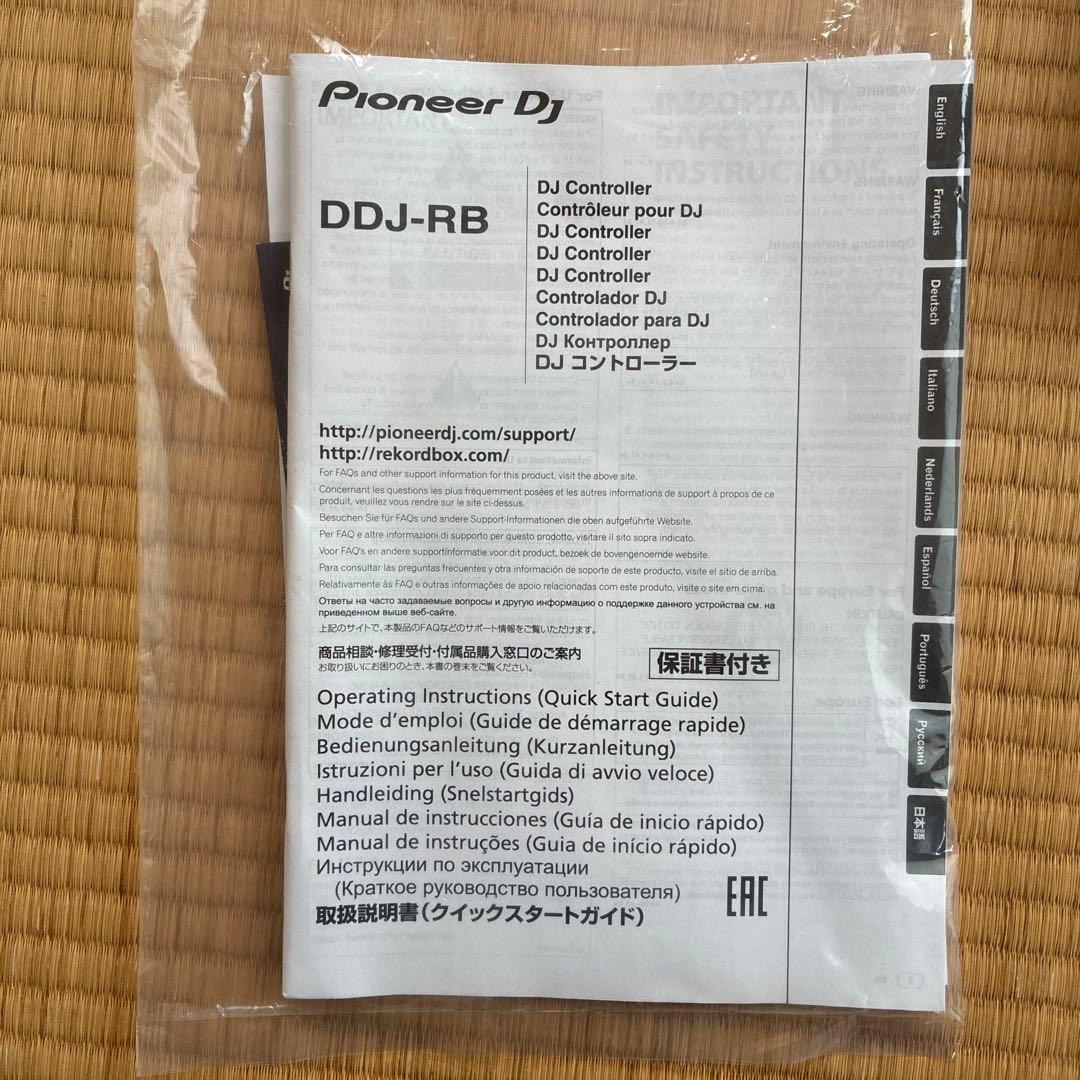 Pioneer Dj
DDJ-RB
DJ Controller
Contrôleur pour DJ
DJ Controller
DJ Controller
DJ Controller
Controlador DJ
Controlador para DJ
DJ Контроллер
DJ コントローラー
http://pioneerdj.com/support/
http://rekordbox.com/
For FAQs and other support information for this product, visit the above site.
Concernant les questions les plus fréquemment posées et les autres informations de support à propos de ce
produit, veuillez vous rendre sur le site ci-dessus.
Besuchen Sie für FAQs und andere Support-Informationen die oben aufgeführte Website.
Per FAQ e altre informazioni di supporto per questo prodotto, visitare il sito sopra indicato.
Voor FAQ's en andere supportinformatie voor dit product, bezoek de bovengenoemde website.
Para consultar las preguntas frecuentes y otra información de soporte de este producto, visite el sitio de arriba.
Relativamente às FAQ e outras informações de apoio relacionadas com este produto, visite o site em cima.
Ответы на часто задаваемые вопросы и другую информацию о поддержке данного устройства см. на
приведенном выше веб-сайте.
上記のサイトで、本製品のFAQなどのサポート情報をご覧いただけます。
商品相談・修理受付・付属品購入窓口のご案内
お取り扱いにお困りのとき、本書の巻末をご覧ください。
保証書付き
Operating Instructions (Quick Start Guide)
Mode d'emploi (Guide de démarrage rapide)
Bedienungsanleitung (Kurzanleitung)
Istruzioni per l'uso (Guida di avvio veloce)
Handleiding (Snelstartgids)
Manual de instrucciones (Guía de inicio rápido)
Manual de instruções (Guia de início rápido)
Инструкции по эксплуатации
(Краткое руководство пользователя)
取扱説明書(クイックスタートガイド)
EAC
English
Français
Deutsch
Italiano
Nederlands
Español
Português
Русский
日本語